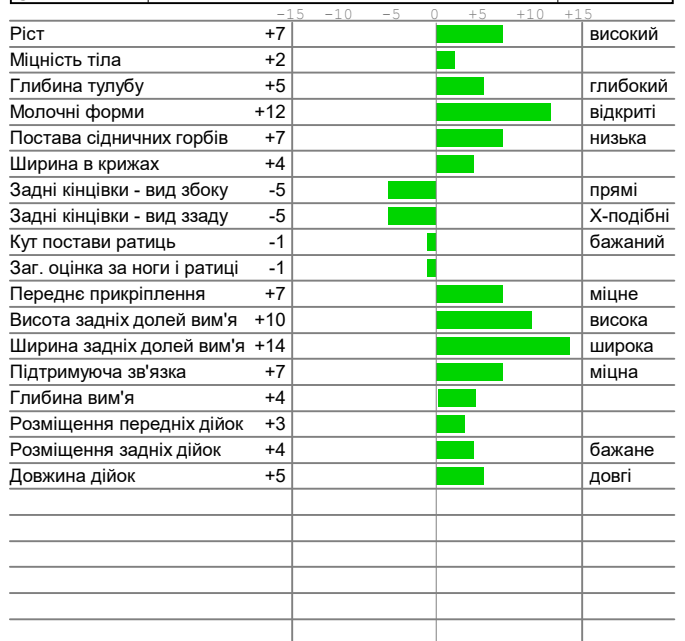 -15 -10 -5 0 +5 +10 +15
Ріст +7 високий
Міцність тіла +2
Глибина тулубу +5 глибокий
Молочні форми +12 відкриті
Постава сідничних горбів +7 низька
Ширина в крижах +4
Задні кінцівки - вид збоку -5 прямі
Задні кінцівки - вид ззаду -5 Х-подібні
Кут постави ратиць -1 бажаний
Заг. оцінка за ноги і ратиці -1
Переднє прикріплення +7 міцне
Висота задніх долей вим'я +10 висока
Ширина задніх долей вим'я +14 широка
Підтримуюча зв'язка +7 міцна
Глибина вим'я +4
Розміщення передніх дійок +3
Розміщення задніх дійок +4 бажане
Довжина дійок +5 довгі